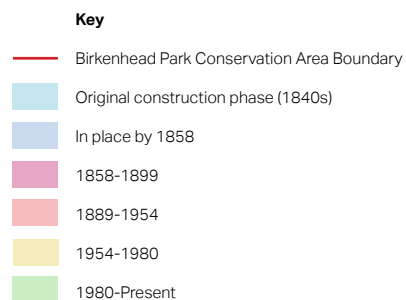 Key
Birkenhead Park Conservation Area Boundary
Original construction phase (1840s)
In place by 1858
1858-1899
1889-1954
1954-1980
1980-Present